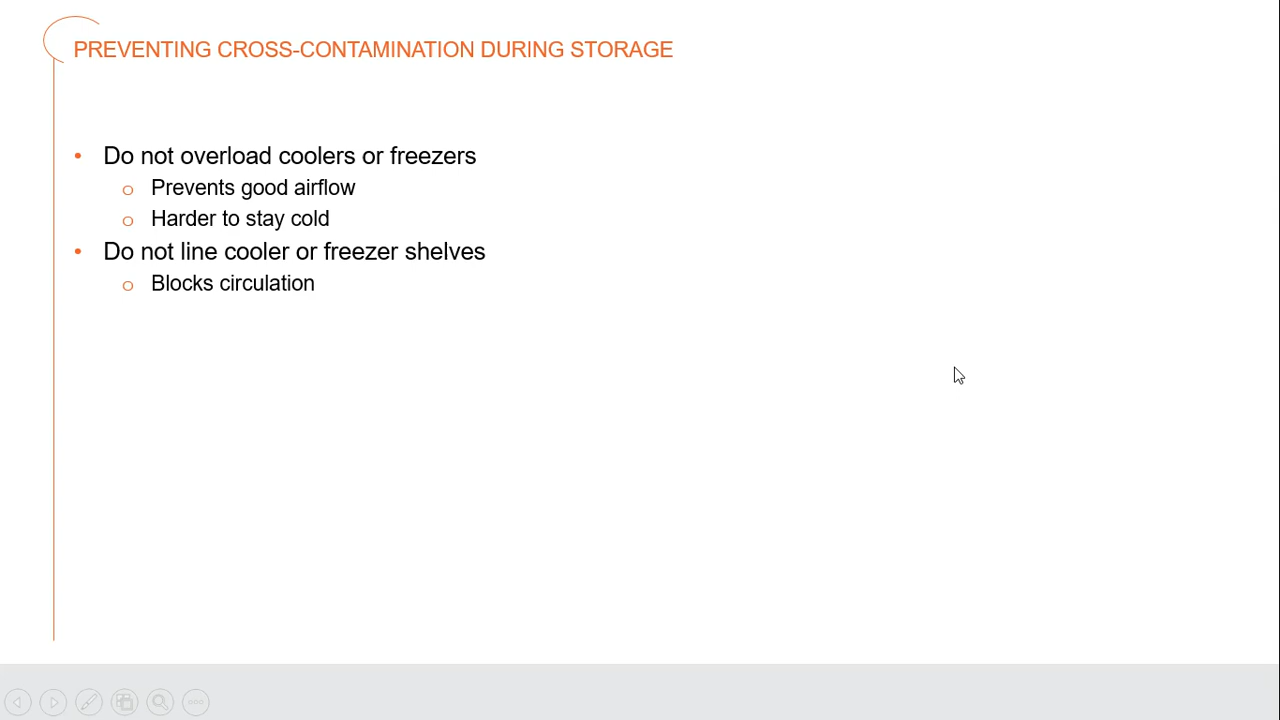 PREVENTING CROSS-CONTAMINATION DURING STORAGE
• Do not overload coolers or freezers
o Prevents good airflow
o Harder to stay cold
• Do not line cooler or freezer shelves
o Blocks circulation